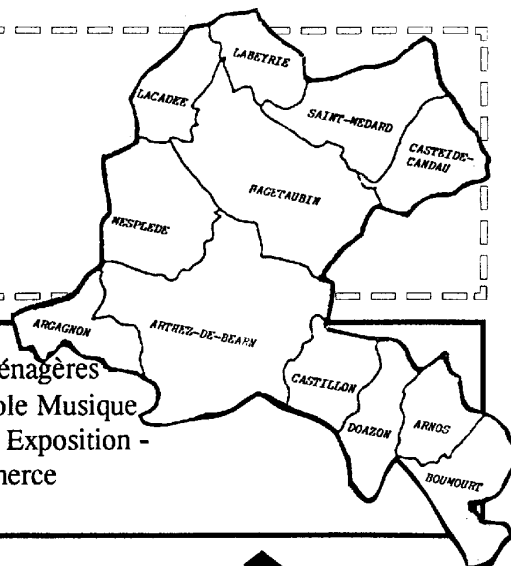 LABEYRIE
LACADEE
SAINT-MEDARD
CASTEIDE-
CANDAU
HAGETAUBIN
MESPLEDE
ARGAGNON
ARTHEZ-DE-BEARN
CASTILLON
DOAZON
ARNOS
BOUMOURT
énagères -
ole Musique
Exposition -
nerce